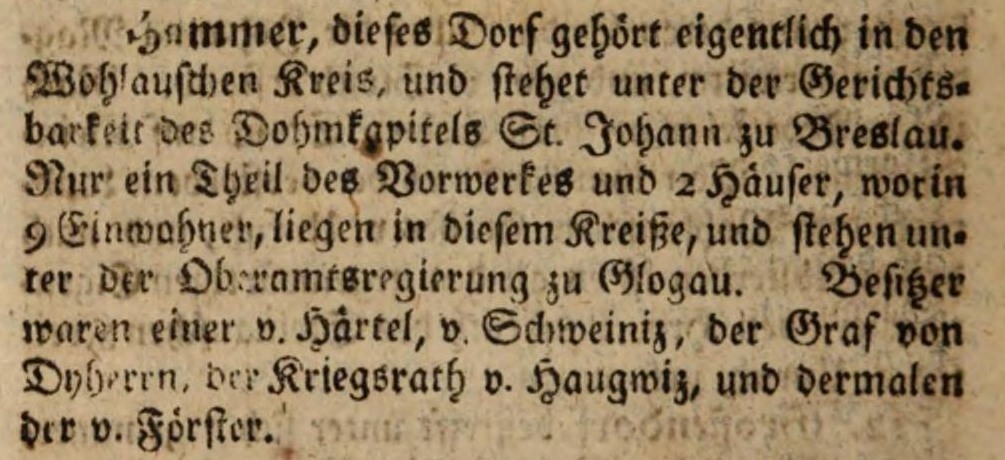 Hammer, dieses Dorf gehört eigentlich in den
Wohlauschen Kreis, und stehet unter der Gerichts-
barkeit des Dohmkapitels St. Johann zu Breslau.
Nur ein Theil des Vorwerkes und 2 Häuser, worin
9 Einwohner, liegen in diesem Kreiße, und stehen un-
ter der Oberamtsregierung zu Glogau. Besitzer
waren einer v. Härtel, v. Schweiniz, der Graf von
Dyherrn, der Kriegsrath v. Haugwiz, und dermalen
der v. Förster.